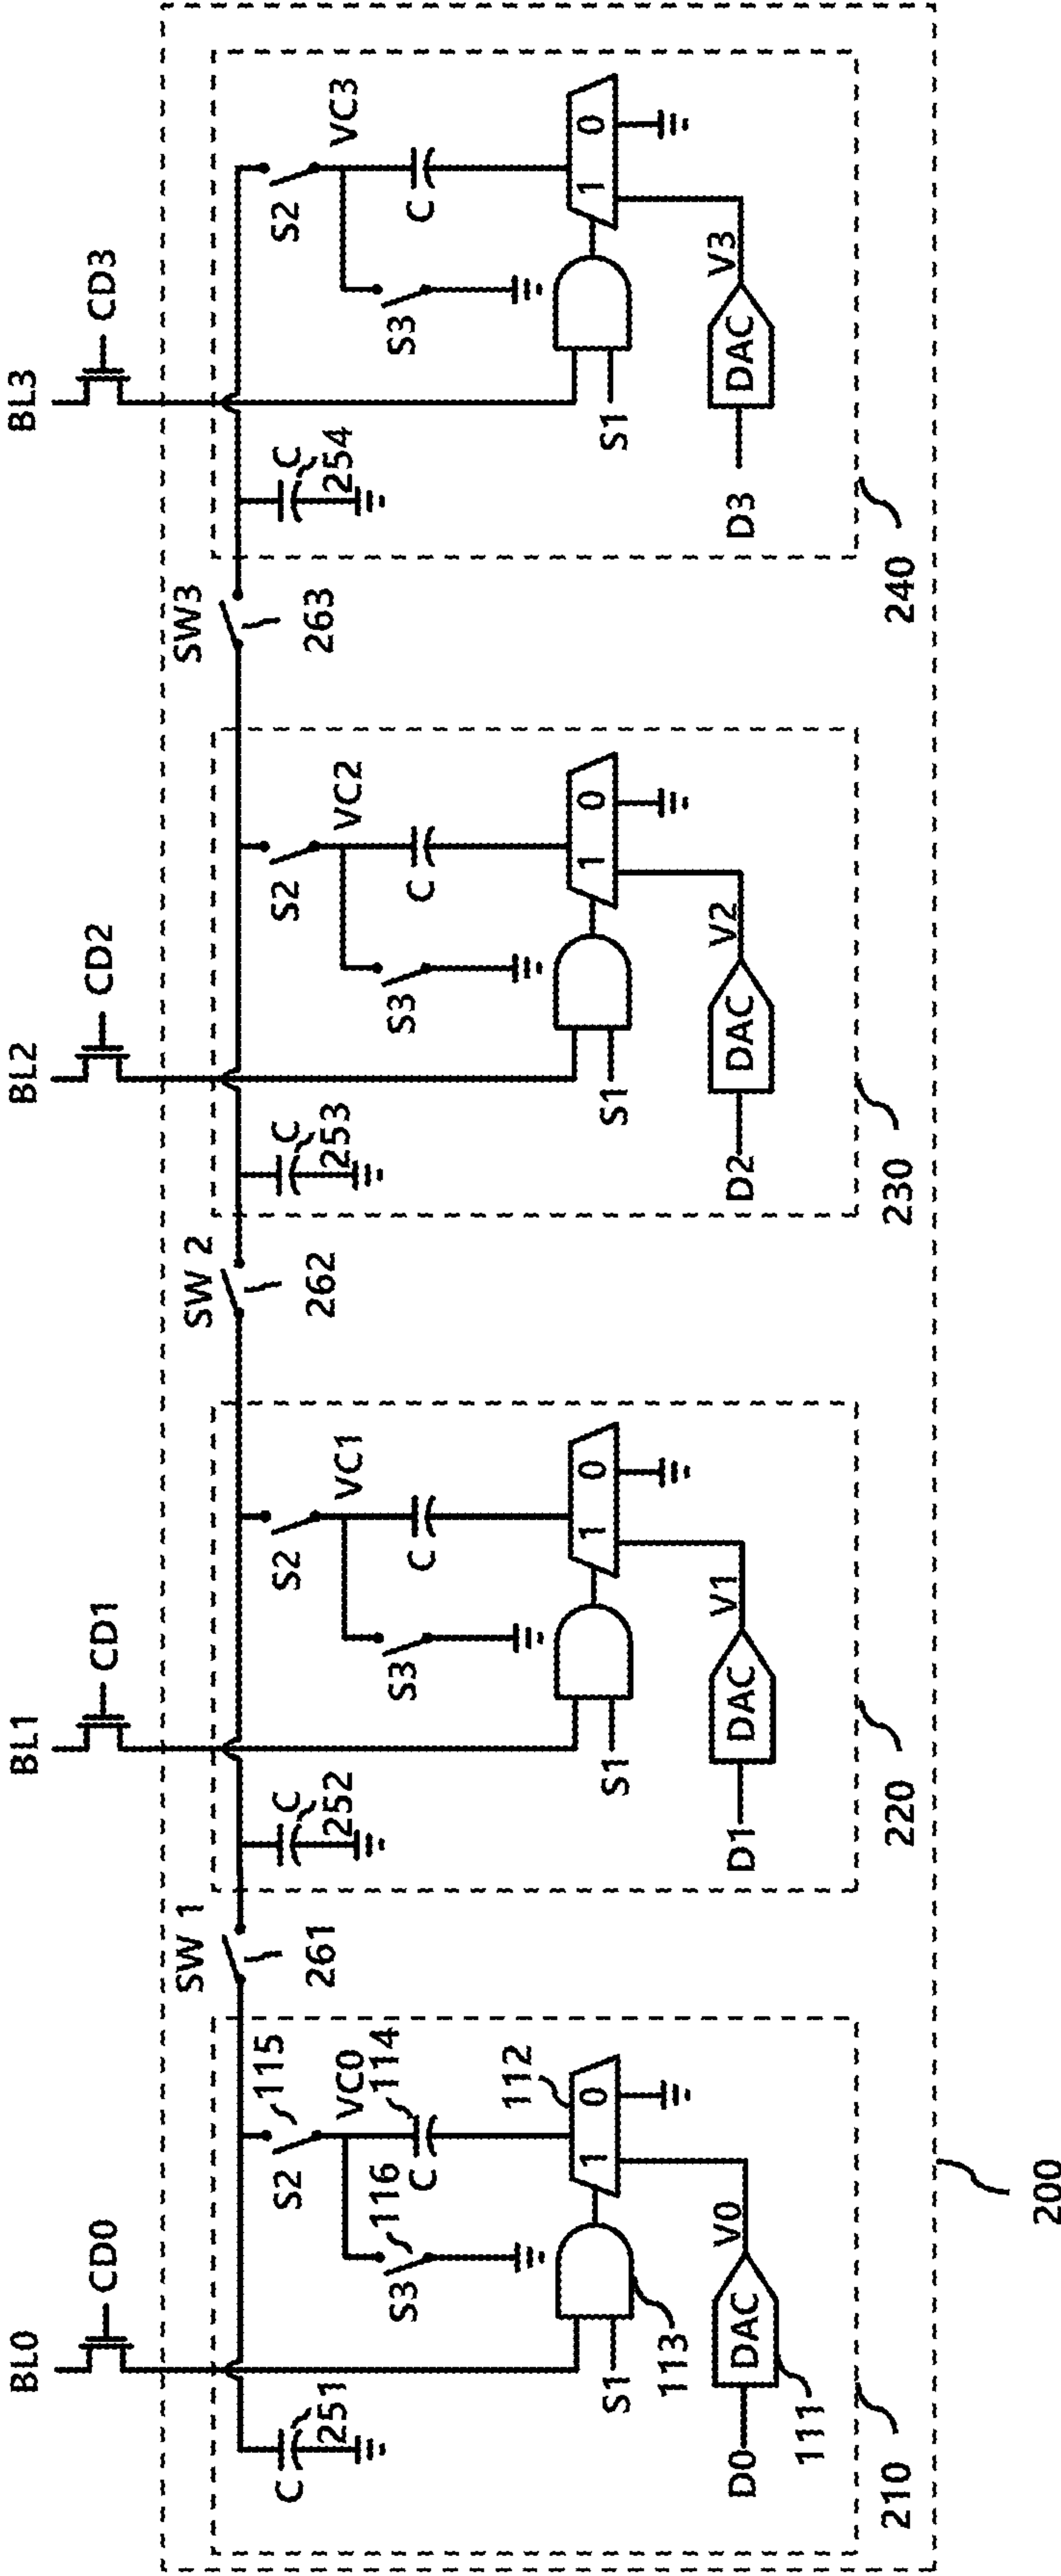 BL0
CD0
C
251
S2
115
VC0
114
S3
116
C
112
1
0
S1
113
D0
DAC
V0
111
210
SW 1
261
BL1
CD1
C
252
S2
VC1
S3
C
1
0
S1
D1
DAC
V1
220
SW 2
262
BL2
CD2
C
253
S2
VC2
S3
C
1
0
S1
D2
DAC
V2
230
SW3
263
BL3
CD3
C
254
S2
VC3
S3
C
1
0
S1
D3
DAC
V3
240
200